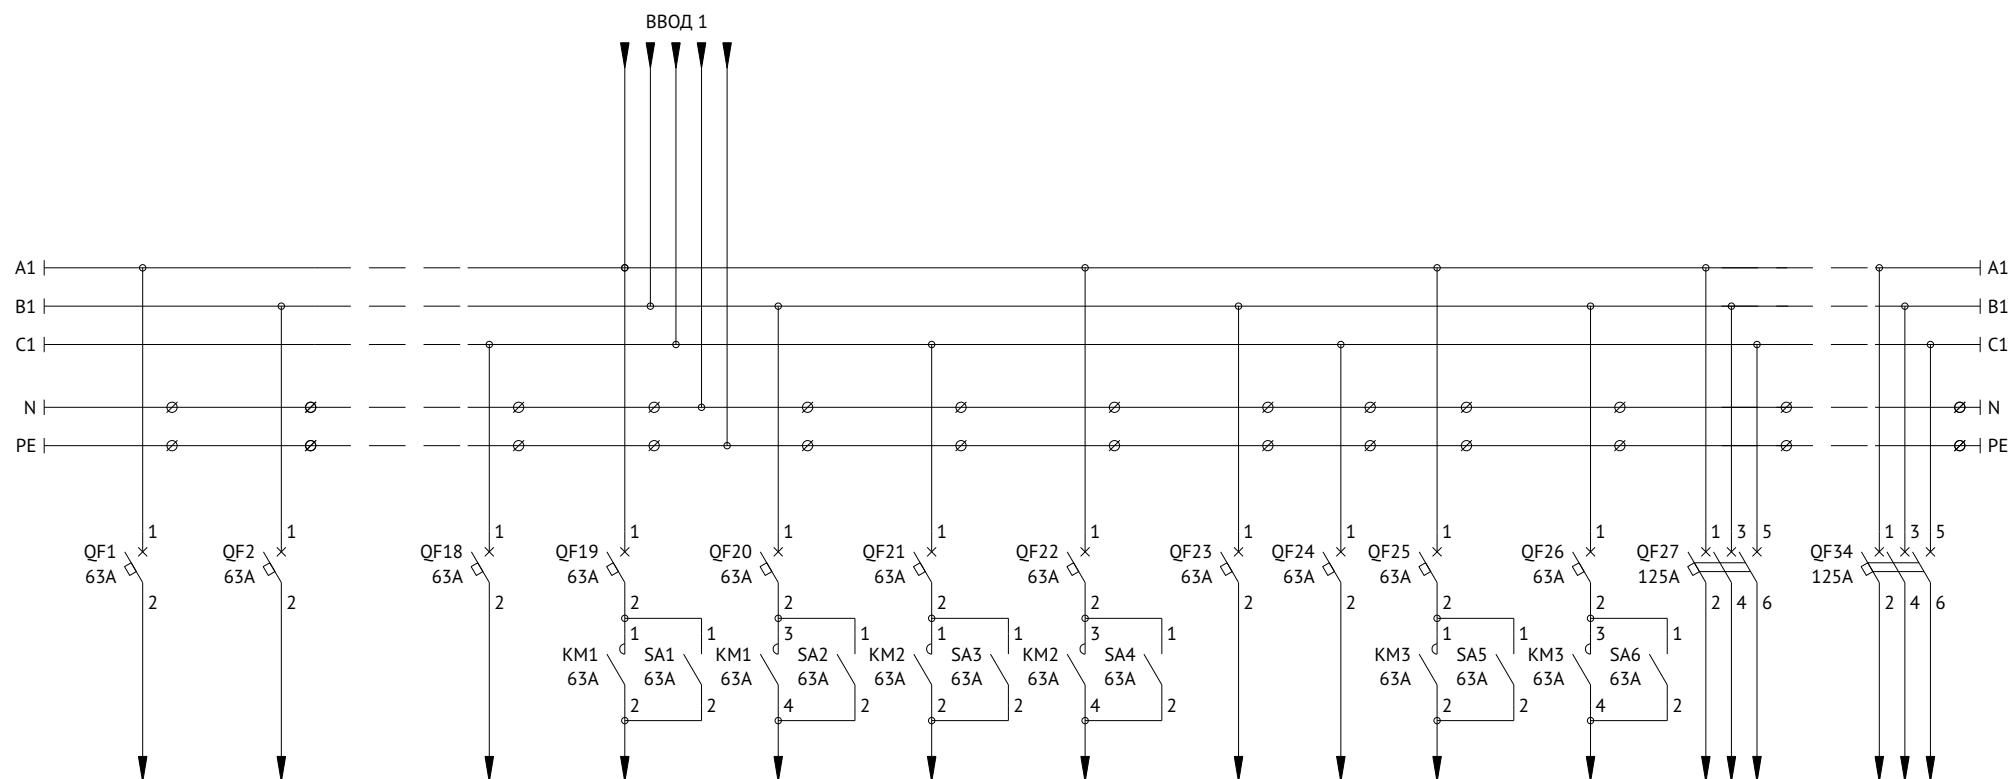 ВВОД 1
A1 A1
B1 B1
C1 C1
N N
PE PE
1 1 1 1 1 1 1 1 1 1 1 1 3 5 1 3 5
QF1 QF2 QF18 QF19 QF20 QF21 QF22 QF23 QF24 QF25 QF26 QF27 QF34
63A 63A 63A 63A 63A 63A 63A 63A 63A 63A 63A 125A 125A
2 2 2 2 2 2 2 2 2 2 2 2 4 6 2 4 6
1 1 3 1 1 1 3 1 1 1 3 1
KM1 SA1 KM1 SA2 KM2 SA3 KM2 SA4 KM3 SA5 KM3 SA6
63A 63A 63A 63A 63A 63A 63A 63A 63A 63A 63A 63A
2 2 4 2 2 2 4 2 2 2 4 2